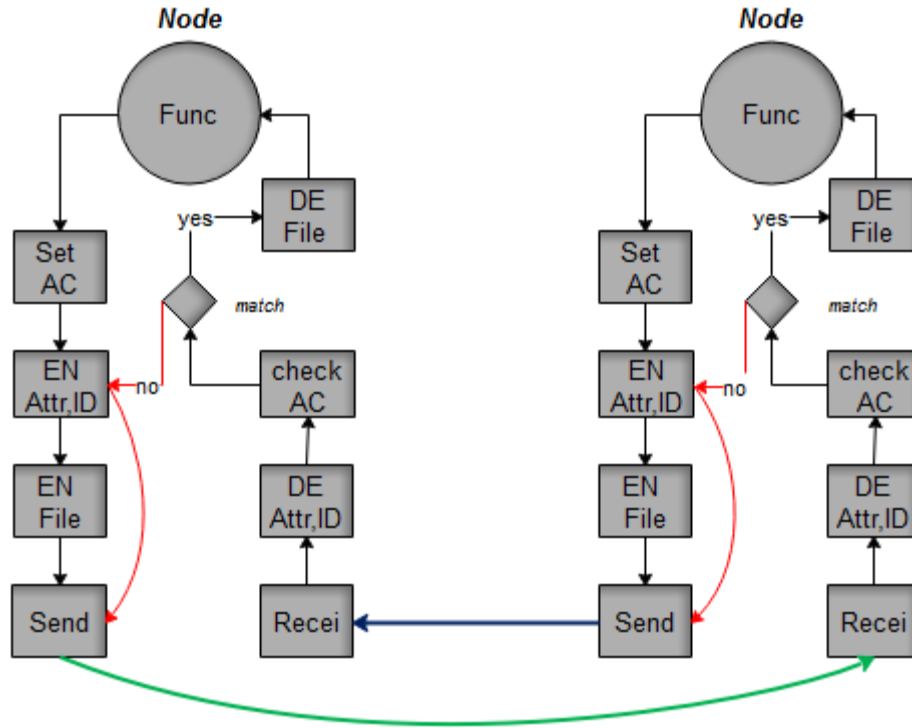 Node
Func
DE
File
yes
Set
AC
match
EN
Attr,ID
no
check
AC
EN
File
DE
Attr,ID
Send
Recei
Node
Func
DE
File
yes
Set
AC
match
EN
Attr,ID
no
check
AC
EN
File
DE
Attr,ID
Send
Recei